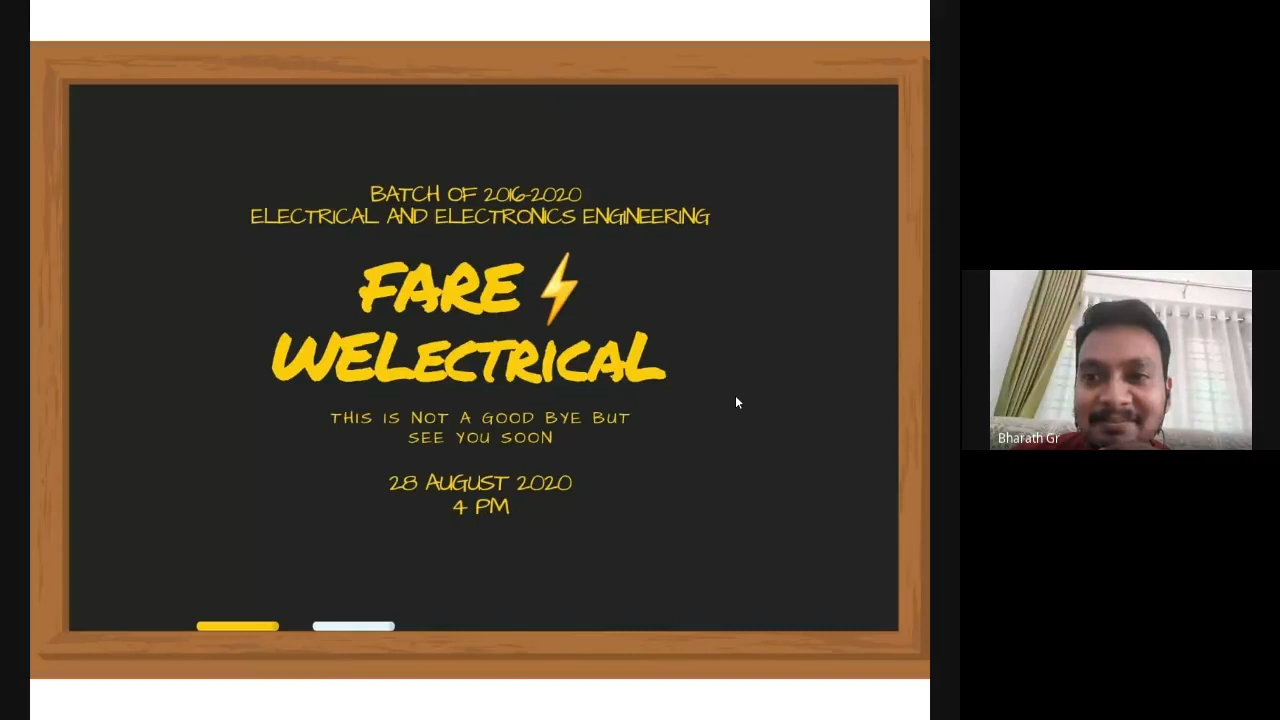 BATCH OF 2016-2020
ELECTRICAL AND ELECTRONICS ENGINEERING
FARE⚡
WELECTRICAL
THIS IS NOT A GOOD BYE BUT
SEE YOU SOON
28 AUGUST 2020
4 PM
Bharath Gr